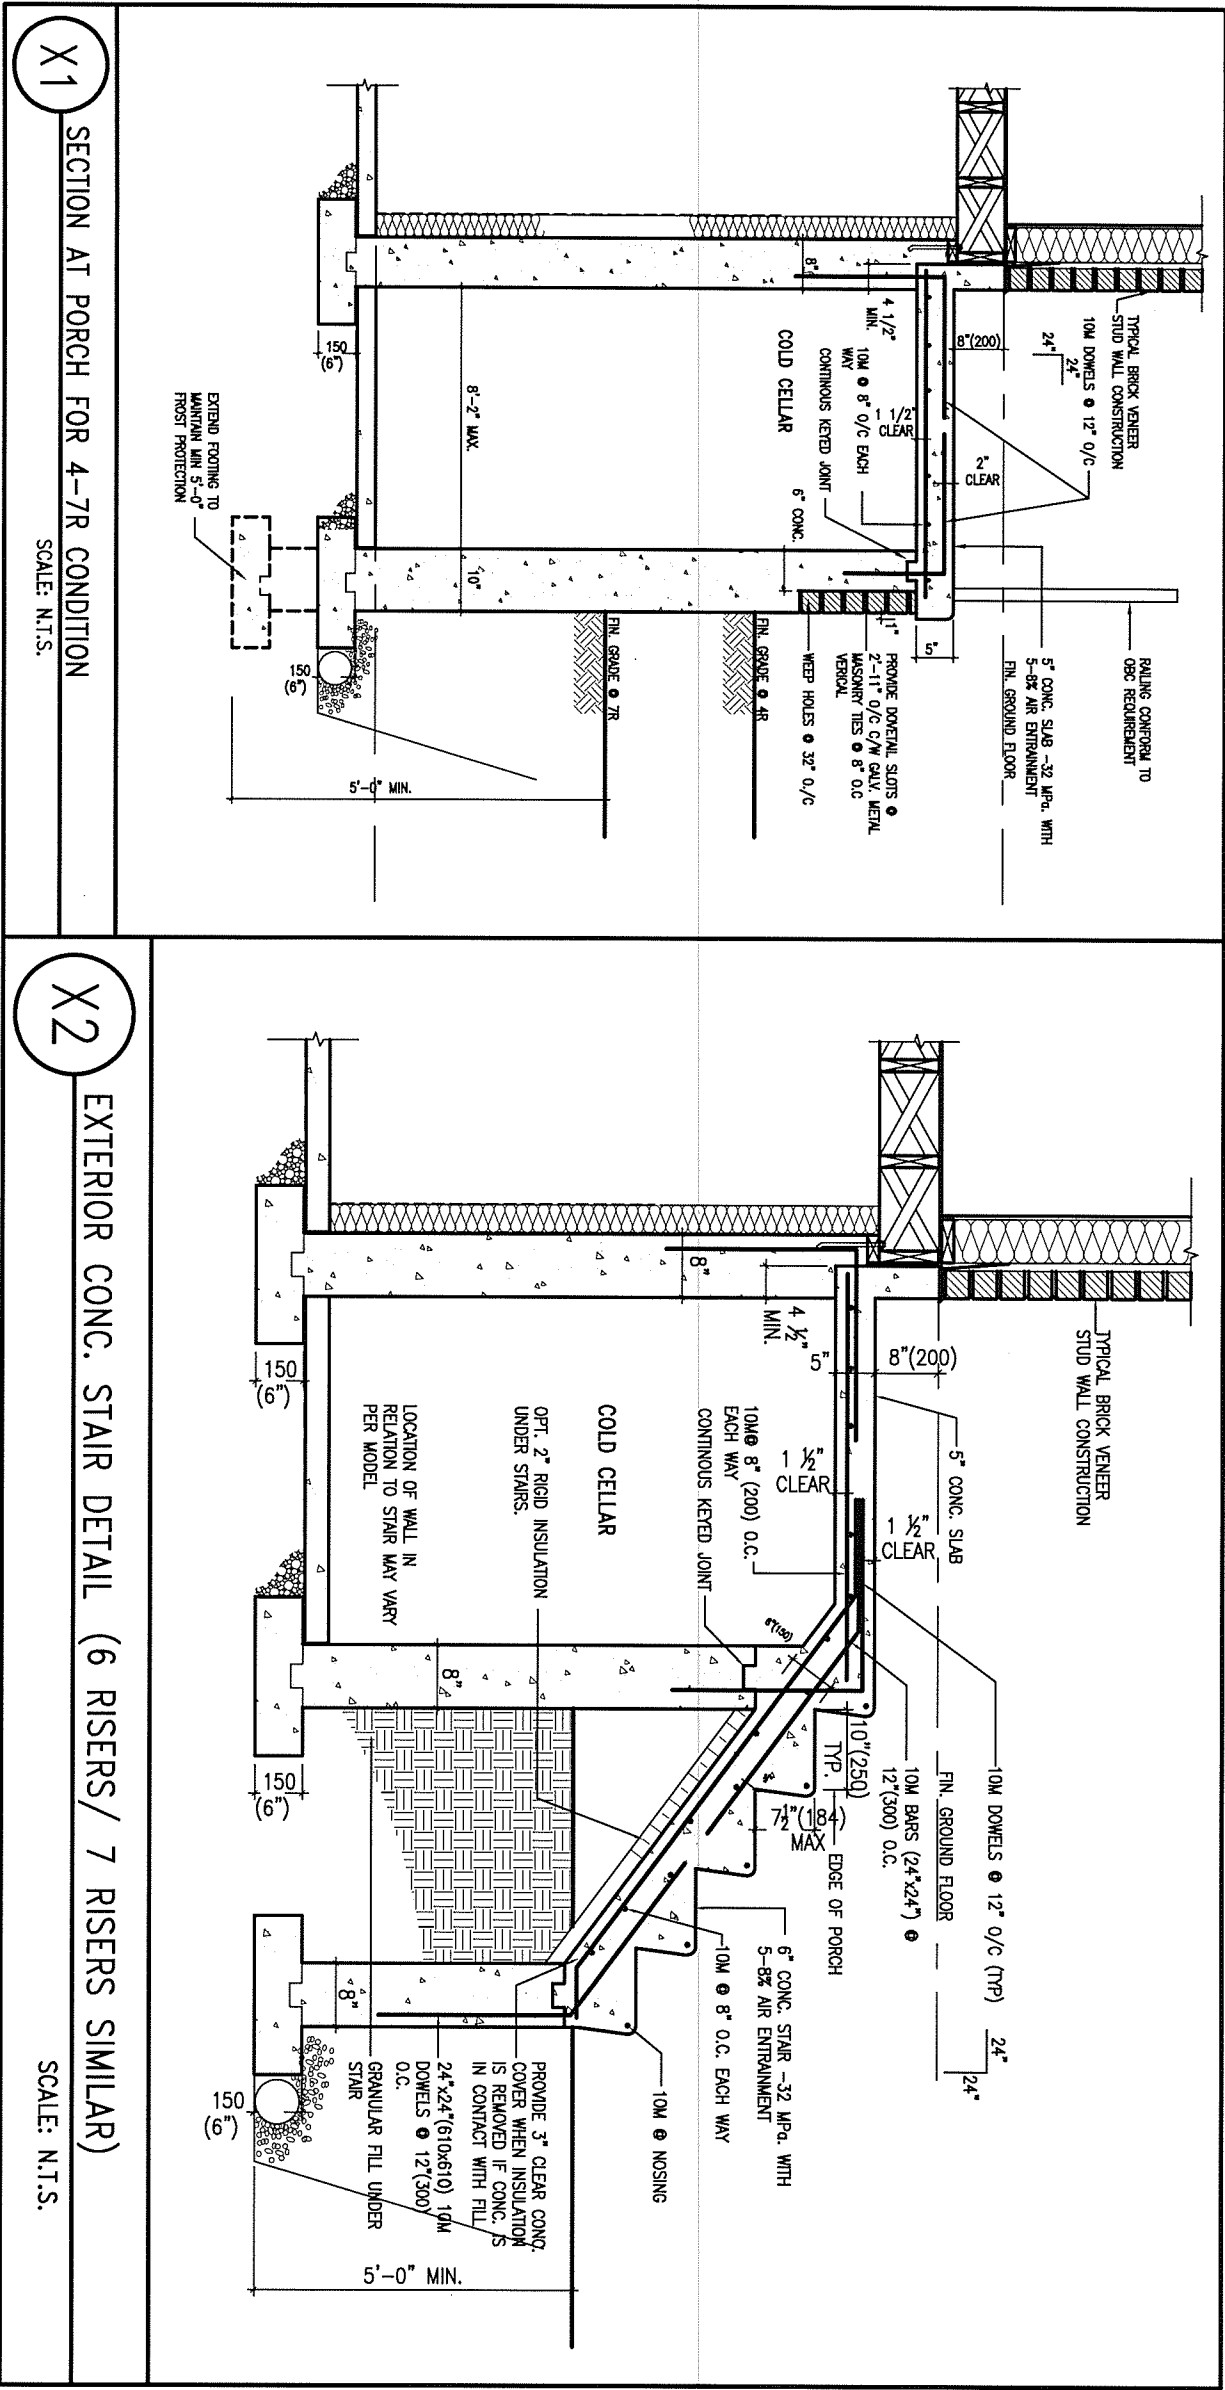 TYPICAL BRICK VENEER
STUD WALL CONSTRUCTION
10M DOWELS @ 12" O/C
24"
24"
8"(200)
RAILING CONFORM TO
OBC REQUIREMENT
5" CONC. SLAB -32 MPa. WITH
5-8% AIR ENTRAINMENT
FIN. GROUND FLOOR
2"
CLEAR
1 1/2"
CLEAR
5"
8"
4 1/2"
MIN.
10M @ 8" O/C EACH
WAY
CONTINOUS KEYED JOINT
6" CONC.
COLD CELLAR
1"
PROVIDE DOVETAIL SLOTS @
2'-11" O/C C/W GALV. METAL
MASONRY TIES @ 8" O.C
VERICAL
WEEP HOLES @ 32" O./C
FIN. GRADE @ 4R
FIN. GRADE @ 7R
8'-2" MAX.
10"
150
(6")
150
(6")
5'-0" MIN.
EXTEND FOOTING TO
MAINTAIN MIN 5'-0"
FROST PROTECTION
X1
SECTION AT PORCH FOR 4-7R CONDITION
SCALE: N.T.S.
TYPICAL BRICK VENEER
STUD WALL CONSTRUCTION
8"(200)
5" CONC. SLAB
10M DOWELS @ 12" O/C (TYP)
24"
24"
FIN. GROUND FLOOR
10M BARS (24"x24") @
12"(300) O.C.
1 ½"
CLEAR
1 ½"
CLEAR
5"
8"
4 ½"
MIN.
10M@ 8" (200) O.C.
EACH WAY
CONTINOUS KEYED JOINT
6"(150)
10"(250)
TYP.
EDGE OF PORCH
7½"(184)
MAX
6" CONC. STAIR -32 MPa. WITH
5-8% AIR ENTRAINMENT
10M @ 8" O.C. EACH WAY
10M @ NOSING
COLD CELLAR
OPT. 2" RIGID INSULATION
UNDER STAIRS.
LOCATION OF WALL IN
RELATION TO STAIR MAY VARY
PER MODEL
8"
8"
PROVIDE 3" CLEAR CONC.
COVER WHEN INSULATION
IS REMOVED IF CONC. IS
IN CONTACT WITH FILL
24"x24"(610x610) 10M
DOWELS @ 12"(300)
O.C.
GRANULAR FILL UNDER
STAIR
150
(6")
150
(6")
150
(6")
5'-0" MIN.
X2
EXTERIOR CONC. STAIR DETAIL (6 RISERS/ 7 RISERS SIMILAR)
SCALE: N.T.S.